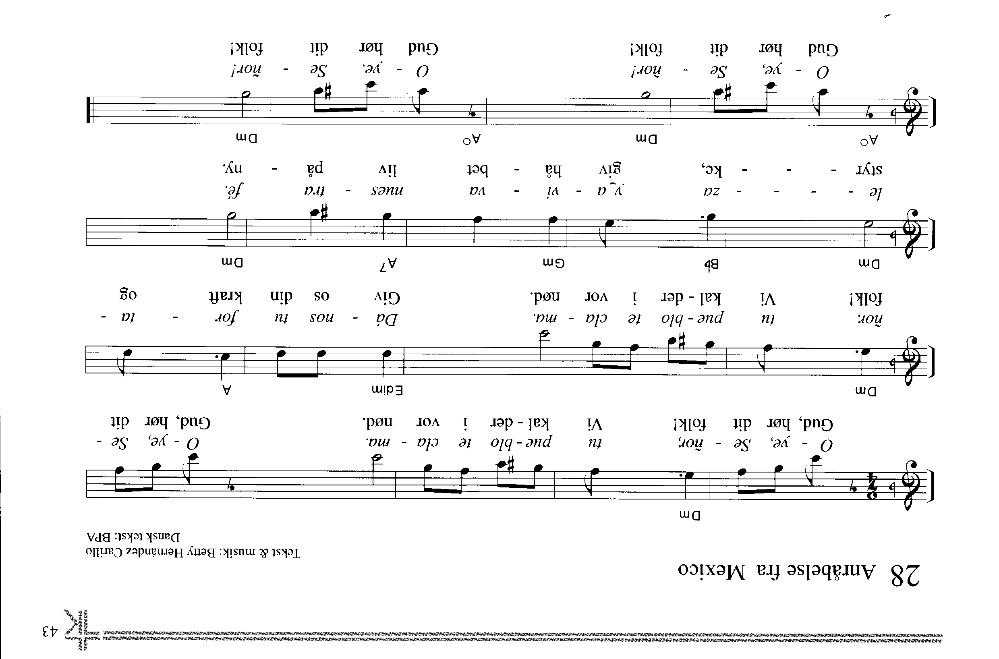 43
28 Anråbelse fra Mexico
Tekst & musik: Betty Hernández Carillo
Dansk tekst: BPA
Dm
3/4
O - ye, Se - ñor, tu pue - blo te cla - ma. O - ye, Se -
Gud, hør dit folk! Vi kal - der i vor nød. Gud, hør dit
Dm Edim A
ñor, tu pue - blo te cla - ma. Dá - nos tu for - ta -
folk! Vi kal - der i vor nød. Giv os din kraft og
Dm B♭ Gm A7 Dm
le - - - - za y‿a - vi - va nues - tra fé.
styr - - - ke, giv hå - bet liv på - ny.
A○ Dm A○ Dm
O - ye, Se - ñor! O - ye, Se - ñor!
Gud hør dit folk! Gud hør dit folk!